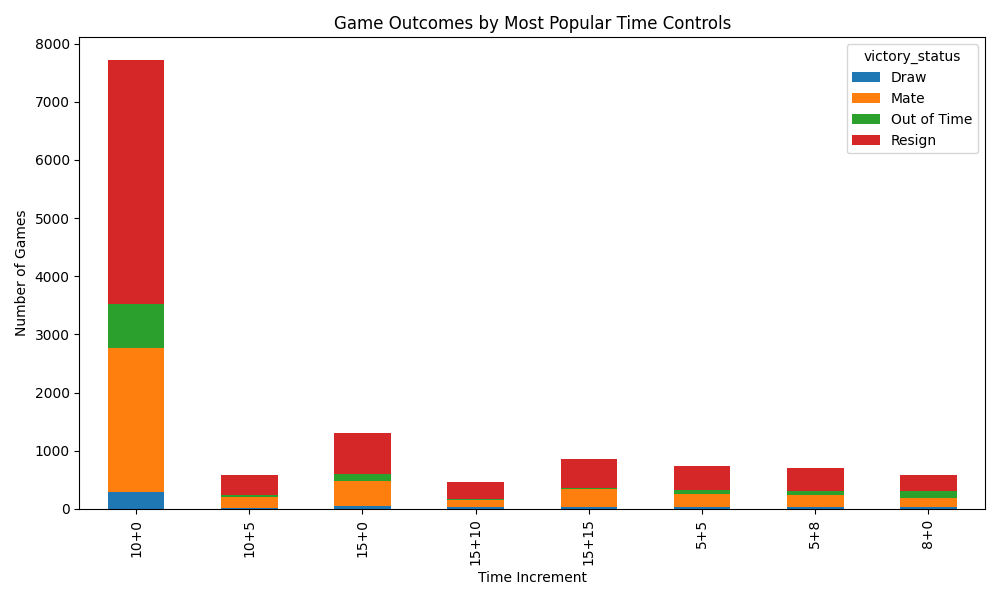 Game Outcomes by Most Popular Time Controls
victory_status
Draw
Mate
Out of Time
Resign
Number of Games
8000
7000
6000
5000
4000
3000
2000
1000
0
10+0
10+5
15+0
15+10
15+15
5+5
5+8
8+0
Time Increment